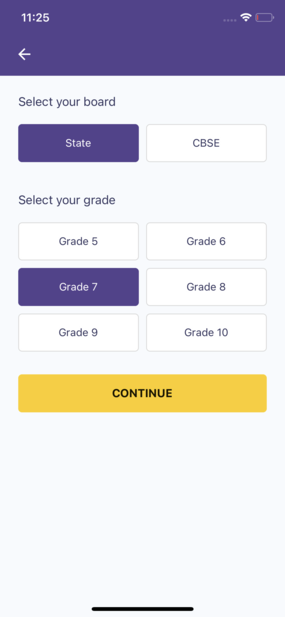 11:25
Select your board
State
CBSE
Select your grade
Grade 5
Grade 6
Grade 7
Grade 8
Grade 9
Grade 10
CONTINUE